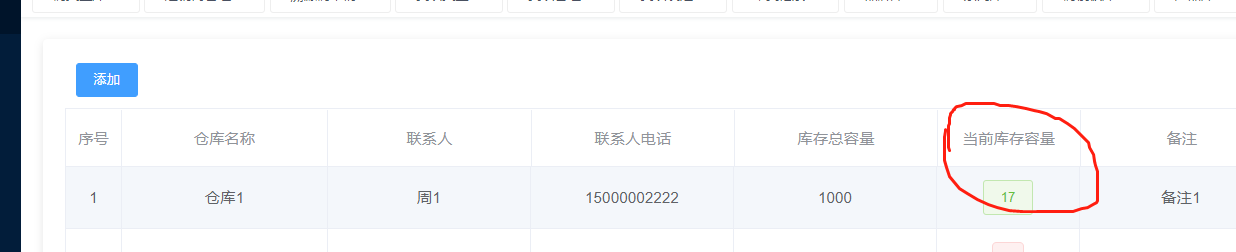 添加
序号 仓库名称 联系人 联系人电话 库存总容量 当前库存容量 备注
1 仓库1 周1 15000002222 1000 17 备注1